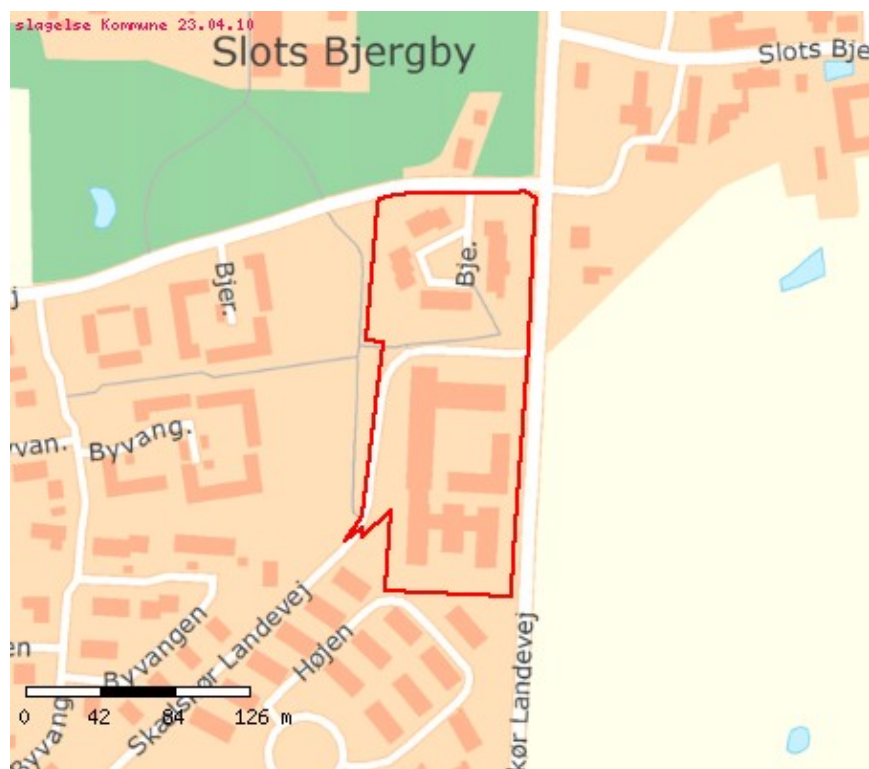 slagelse Kommune 23.04.10
Slots Bjergby
Slots Bje
Bje.
Bjer.
j
yvan.
Byvang.
en
Byvangen
Byvang
Skælskør Landevej
Højen
kør Landevej
0 42 84 126 m